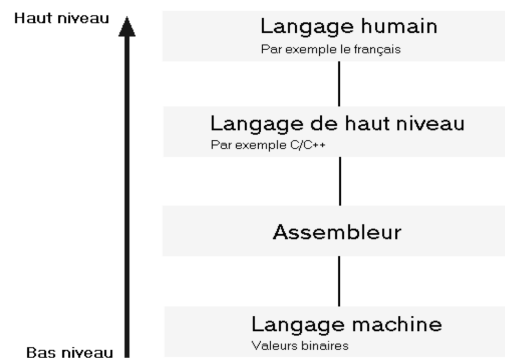 Haut niveau
Langage humain
Par exemple le français
Langage de haut niveau
Par exemple C/C++
Assembleur
Langage machine
Valeurs binaires
Bas niveau